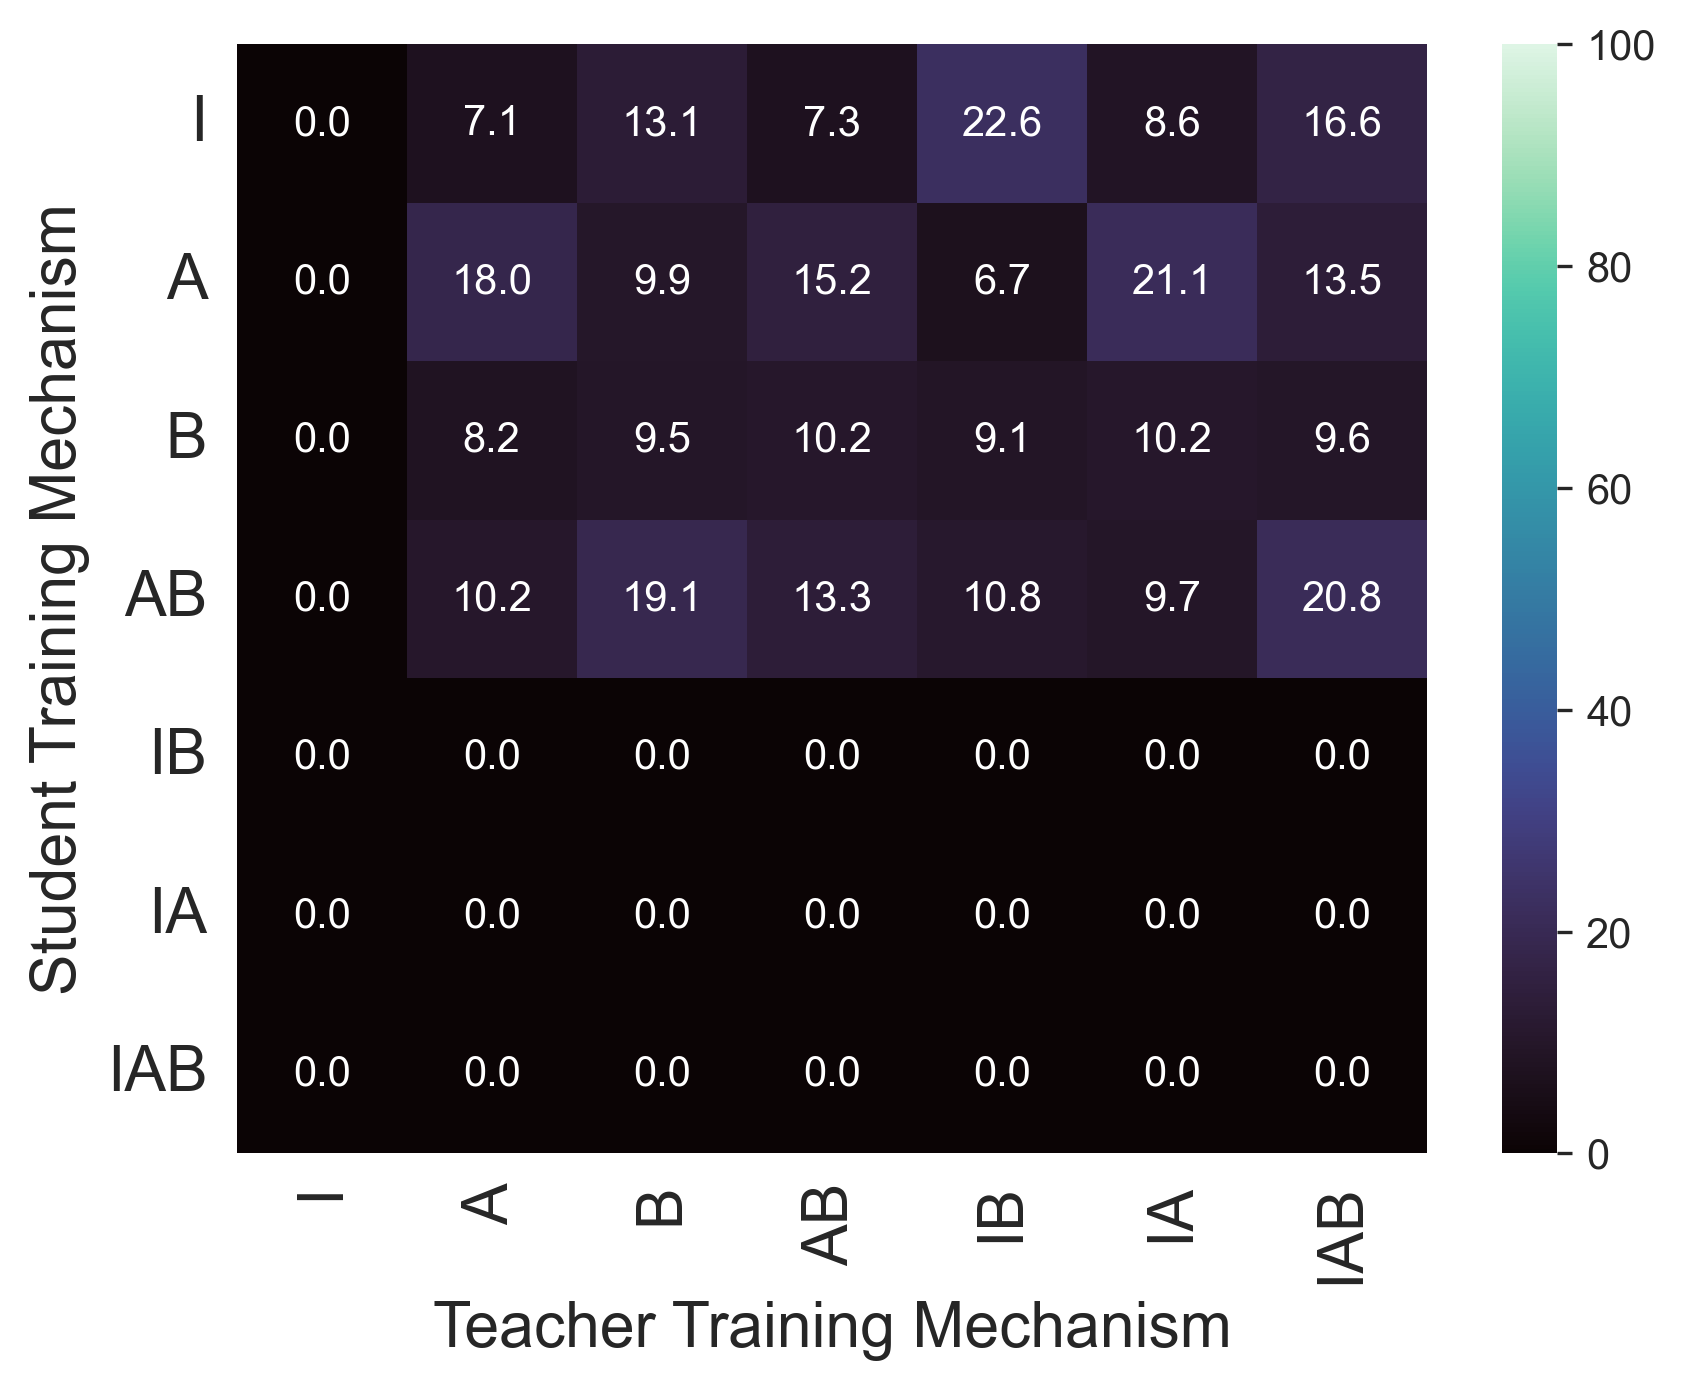 Student Training Mechanism
I 0.0 7.1 13.1 7.3 22.6 8.6 16.6
A 0.0 18.0 9.9 15.2 6.7 21.1 13.5
B 0.0 8.2 9.5 10.2 9.1 10.2 9.6
AB 0.0 10.2 19.1 13.3 10.8 9.7 20.8
IB 0.0 0.0 0.0 0.0 0.0 0.0 0.0
IA 0.0 0.0 0.0 0.0 0.0 0.0 0.0
IAB 0.0 0.0 0.0 0.0 0.0 0.0 0.0
I A B AB IB IA IAB
Teacher Training Mechanism
100
80
60
40
20
0